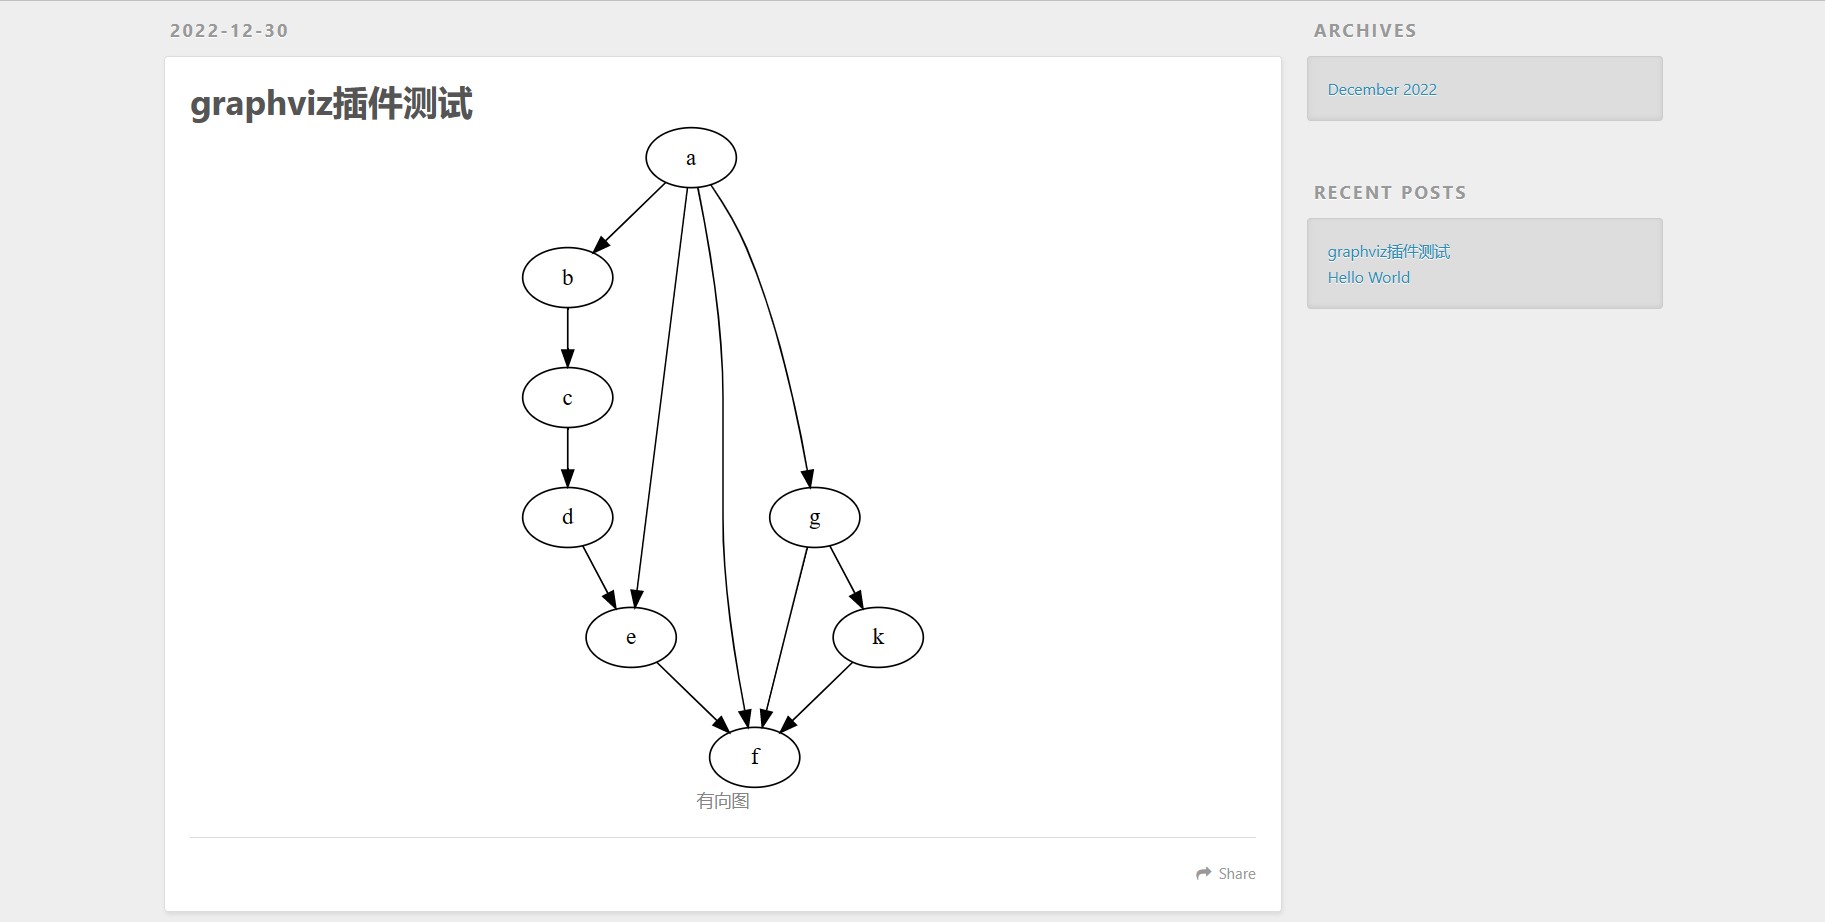 2022-12-30
graphviz插件测试
a
b
c
d
g
e
k
f
有向图
Share
ARCHIVES
December 2022
RECENT POSTS
graphviz插件测试
Hello World